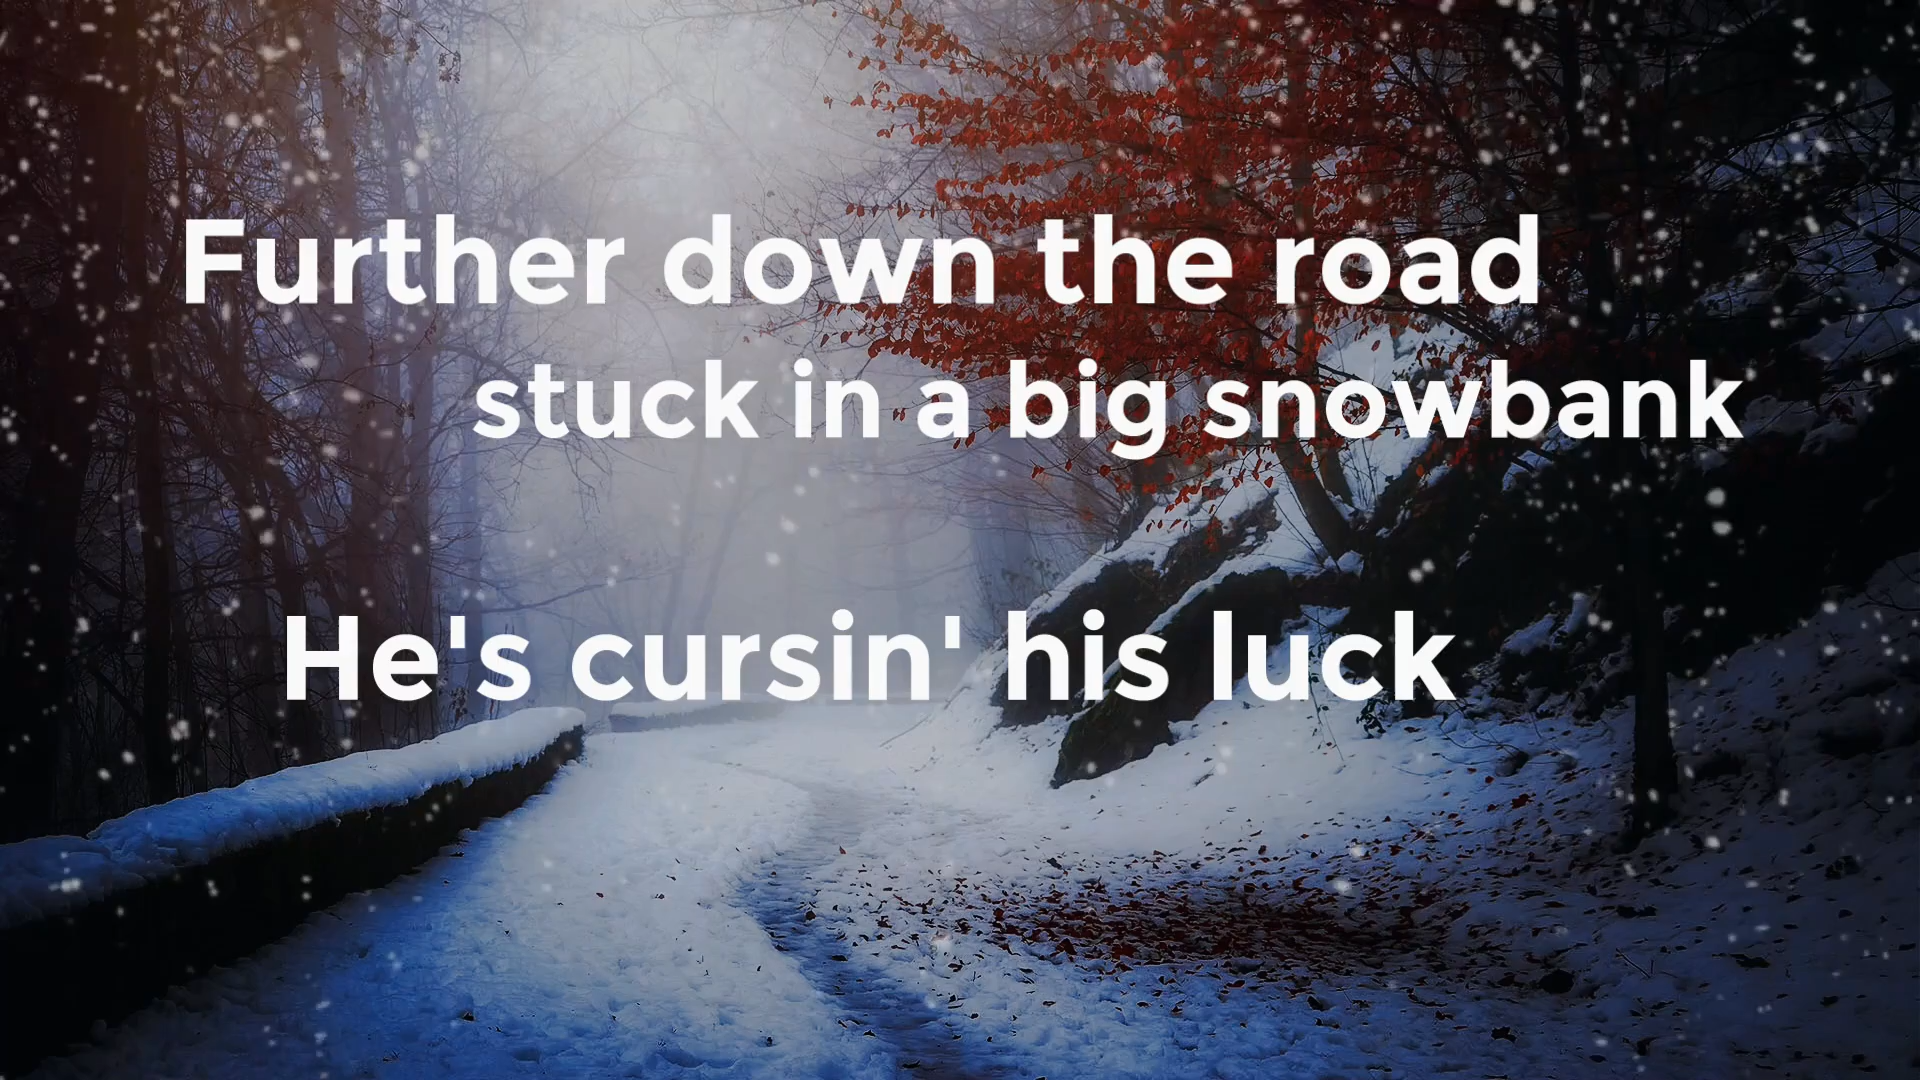 Further down the road
stuck in a big snowbank
He's cursin' his luck